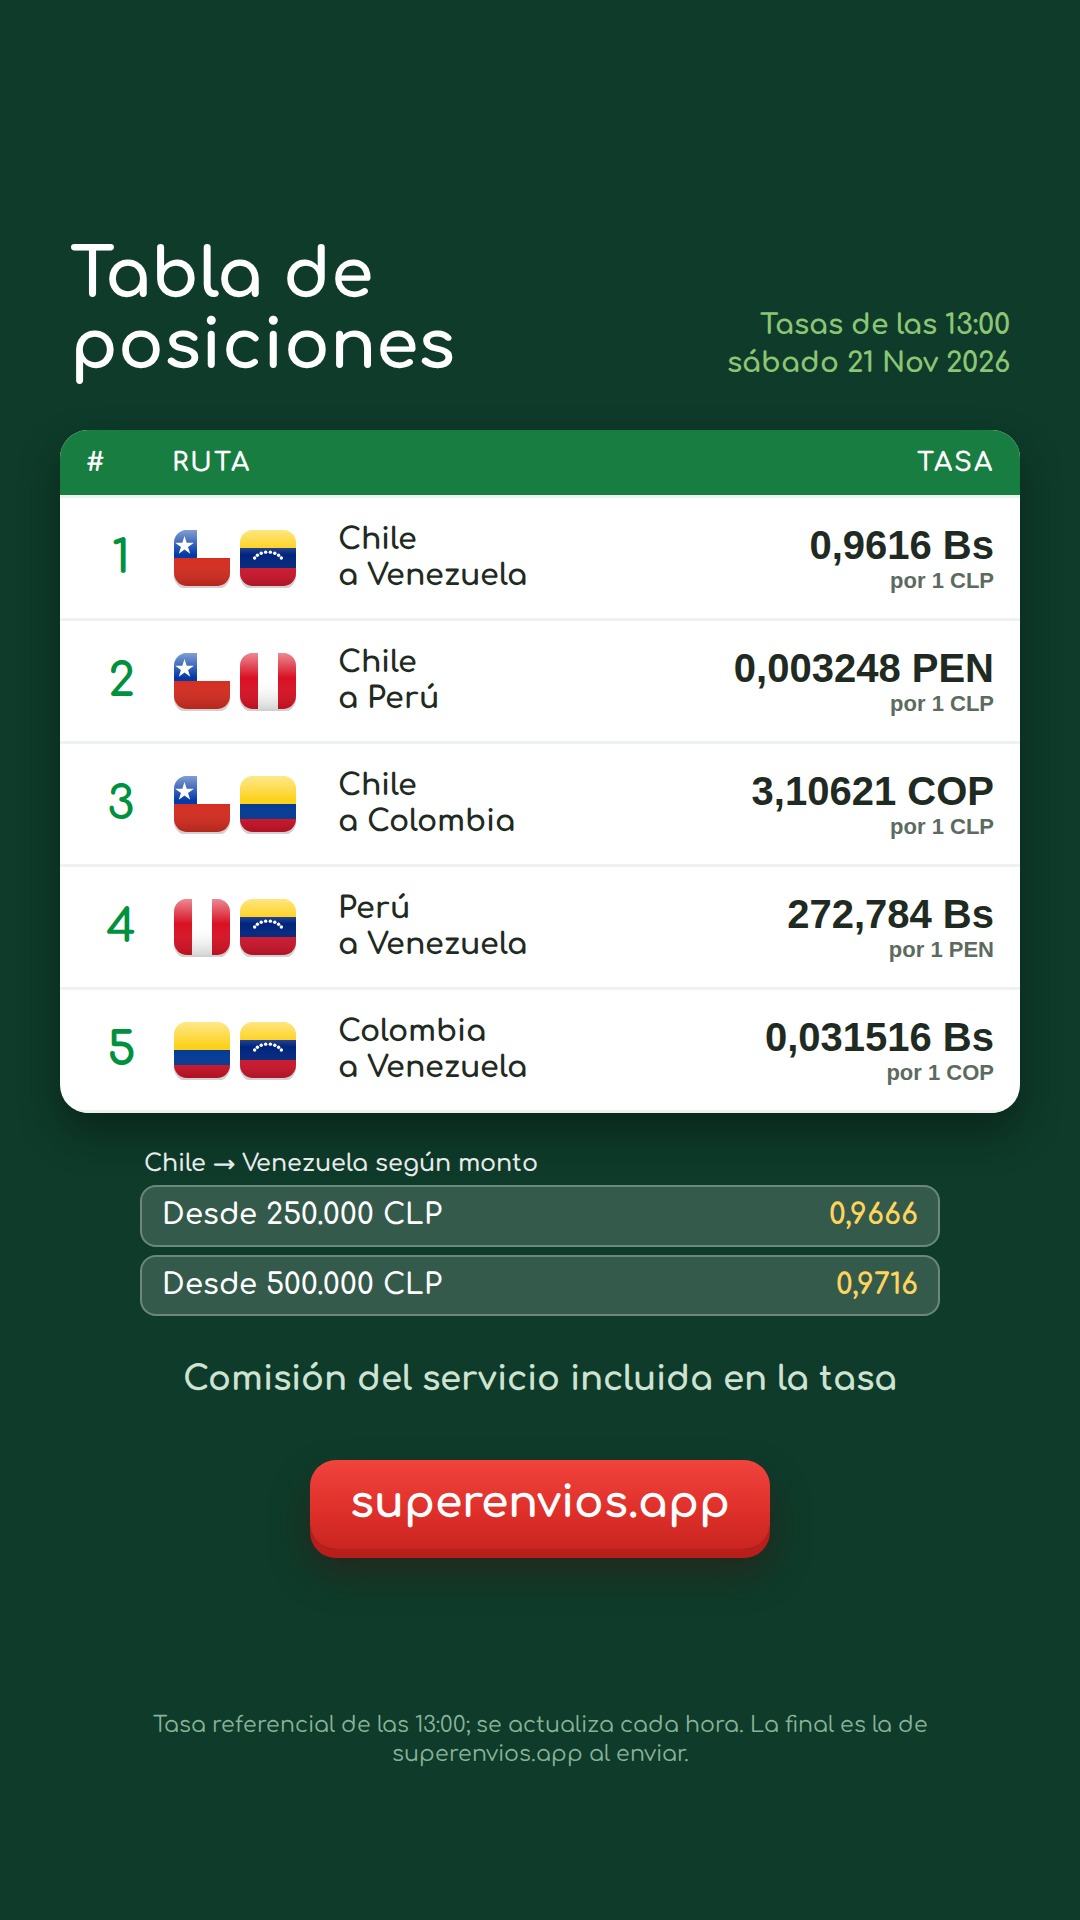 Tabla de
posiciones
Tasas de las 13:00
sábado 21 Nov 2026
# RUTA TASA
1 Chile
a Venezuela
0,9616 Bs
por 1 CLP
2 Chile
a Perú
0,003248 PEN
por 1 CLP
3 Chile
a Colombia
3,10621 COP
por 1 CLP
4 Perú
a Venezuela
272,784 Bs
por 1 PEN
5 Colombia
a Venezuela
0,031516 Bs
por 1 COP
Chile → Venezuela según monto
Desde 250.000 CLP 0,9666
Desde 500.000 CLP 0,9716
Comisión del servicio incluida en la tasa
superenvios.app
Tasa referencial de las 13:00; se actualiza cada hora. La final es la de
superenvios.app al enviar.